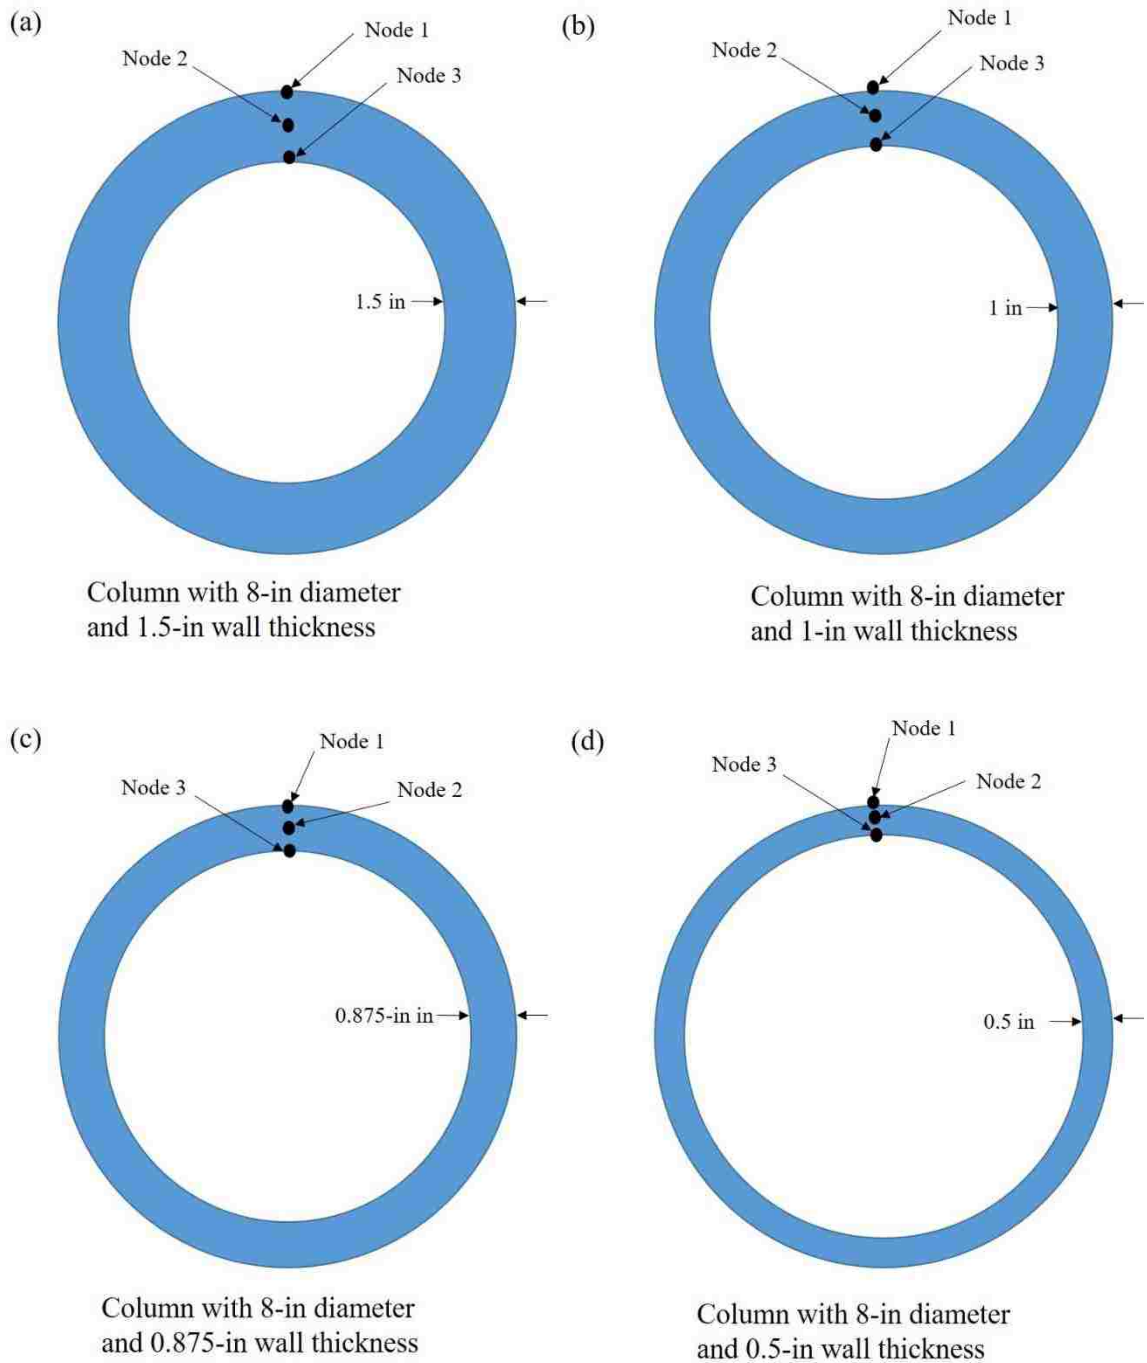 (a)
Node 1
Node 2
Node 3
1.5 in
Column with 8-in diameter
and 1.5-in wall thickness
(b)
Node 1
Node 2
Node 3
1 in
Column with 8-in diameter
and 1-in wall thickness
(c)
Node 1
Node 3
Node 2
0.875-in in
Column with 8-in diameter
and 0.875-in wall thickness
(d)
Node 1
Node 3
Node 2
0.5 in
Column with 8-in diameter
and 0.5-in wall thickness